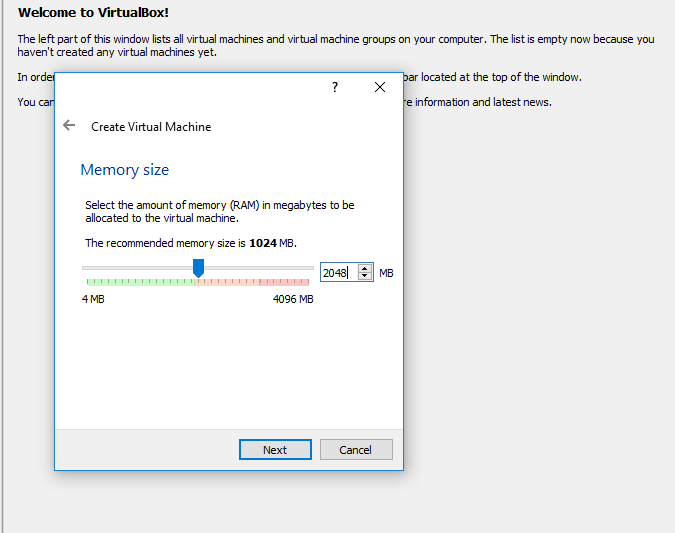 Welcome to VirtualBox!
The left part of this window lists all virtual machines and virtual machine groups on your computer. The list is empty now because you
haven't created any virtual machines yet.
In orde bar located at the top of the window.
You can re information and latest news.
?
Create Virtual Machine
Memory size
Select the amount of memory (RAM) in megabytes to be
allocated to the virtual machine.
The recommended memory size is 1024 MB.
2048 MB
4 MB 4096 MB
Next Cancel